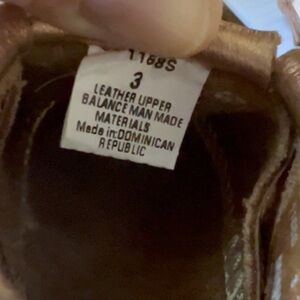 1168S
3
LEATHER UPPER
BALANCE MAN MADE
MATERIALS
Made in:DOMINICAN
REPUBLIC